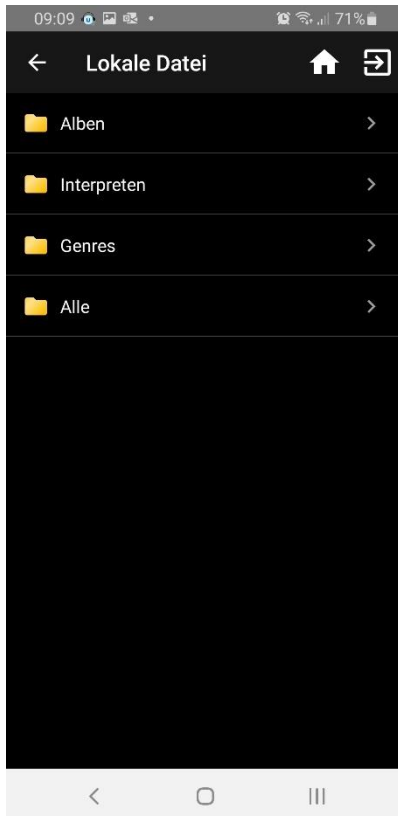 09:09 71%
Lokale Datei
Alben
Interpreten
Genres
Alle